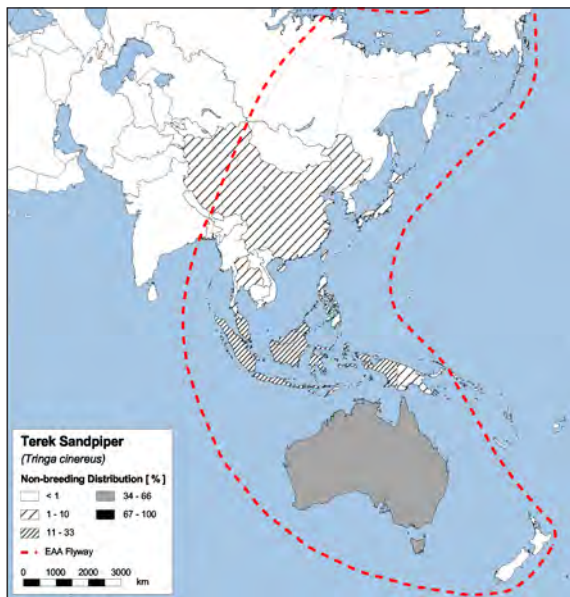 Terek Sandpiper
(Tringa cinereus)
Non-breeding Distribution [ % ]
< 1 34 - 66
1 - 10 67 - 100
11 - 33
EAA Flyway
0 1000 2000 3000
km